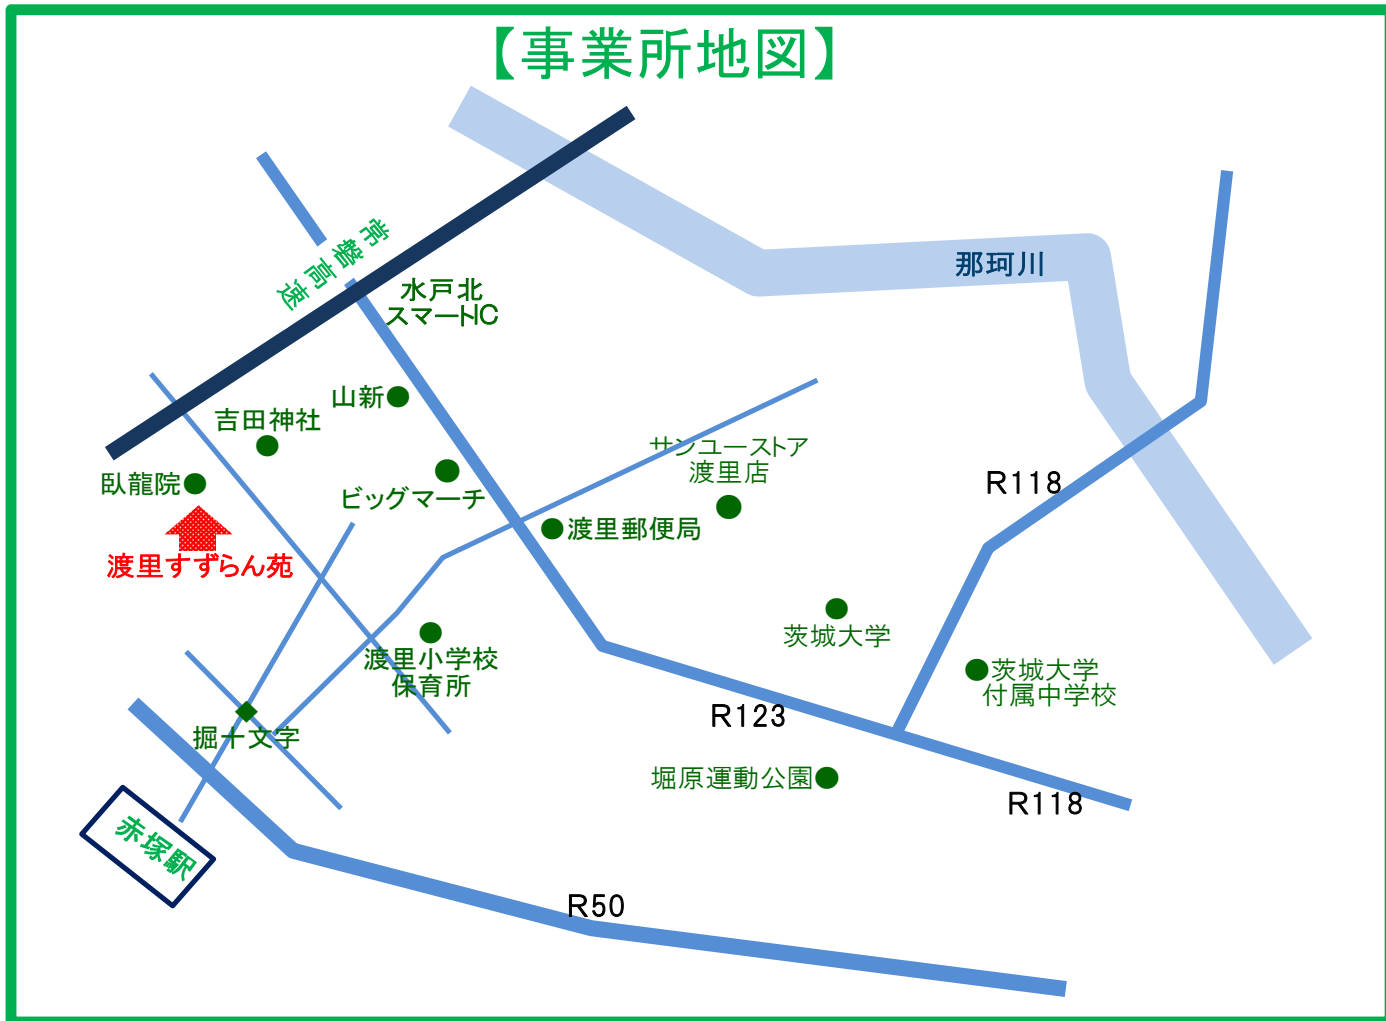 【事業所地図】
常磐高速
水戸北
スマートIC
那珂川
山新
吉田神社
臥龍院
ビッグマーチ
サンユーストア
渡里店
R118
渡里郵便局
渡里すずらん苑
茨城大学
渡里小学校
保育所
茨城大学
付属中学校
R123
掘十文字
堀原運動公園
R118
赤塚駅
R50